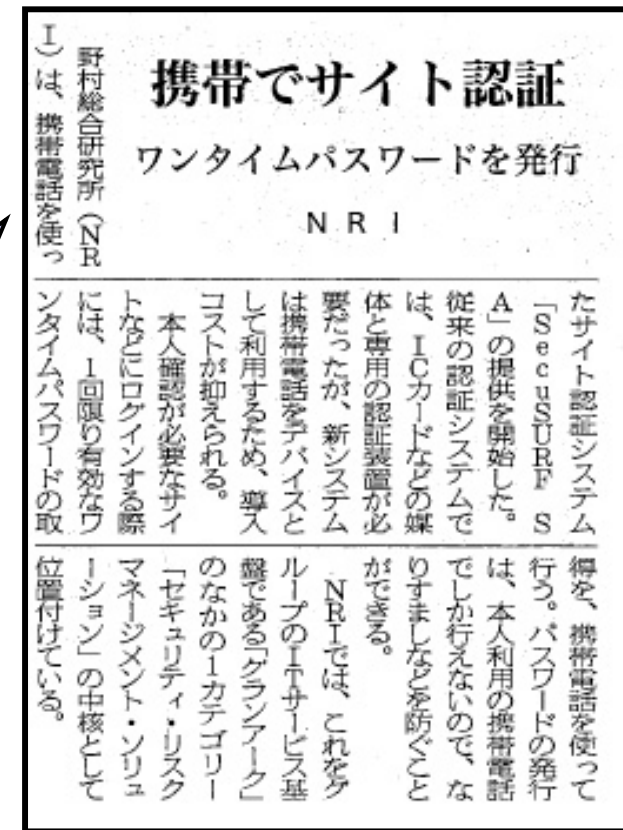 携帯でサイト認証
ワンタイムパスワードを発行
NRI
野村総合研究所(NR
I)は、携帯電話を使っ
たサイト認証システム
「SecuSURF S
A」の提供を開始した。
従来の認証システムで
は、ICカードなどの媒
体と専用の認証装置が必
要だったが、新システム
は携帯電話をデバイスと
して利用するため、導入
コストが抑えられる。
本人確認が必要なサイ
トなどにログインする際
には、1回限り有効なワ
ンタイムパスワードの取
得を、携帯電話を使って
行う。パスワードの発行
は、本人利用の携帯電話
でしか行えないので、な
りすましなどを防ぐこと
ができる。
NRIでは、これをグ
ループのITサービス基
盤である「グランアーク」
のなかの1カテゴリー
「セキュリティ・リスク
マネージメント・ソリュ
ーション」の中核として
位置付けている。